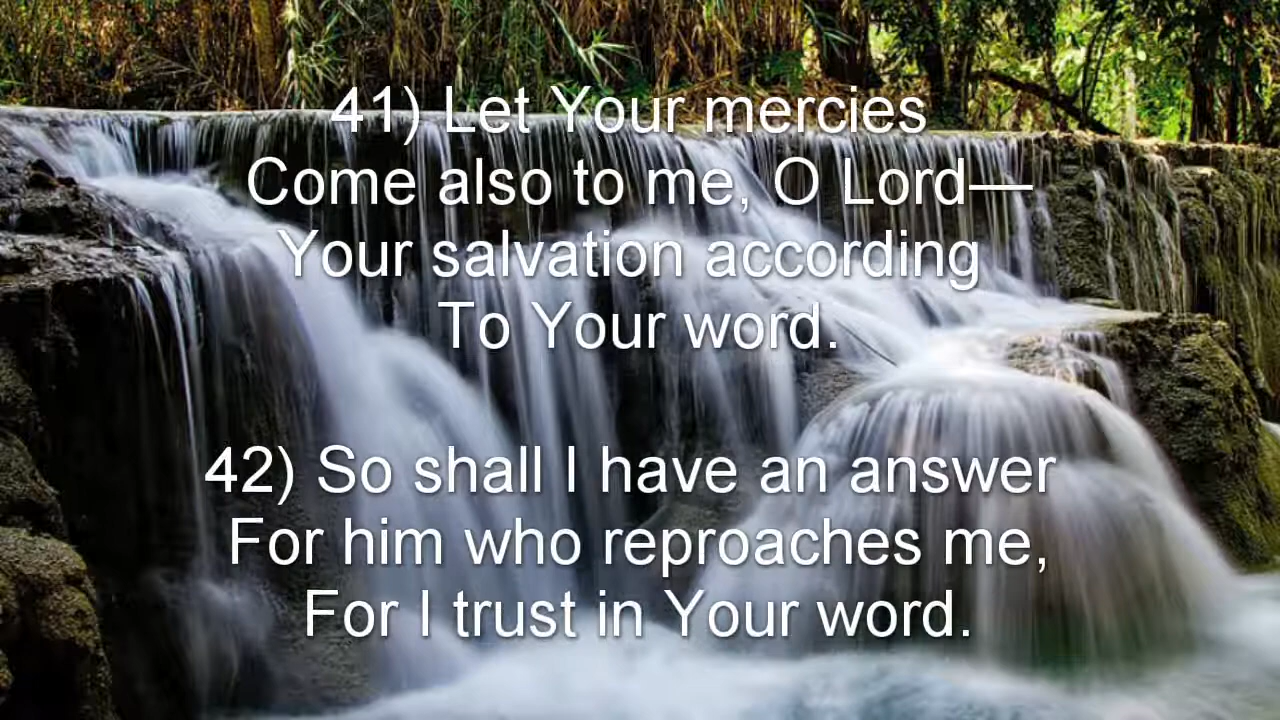 41) Let Your mercies
Come also to me, O Lord—
Your salvation according
To Your word.
42) So shall I have an answer
For him who reproaches me,
For I trust in Your word.